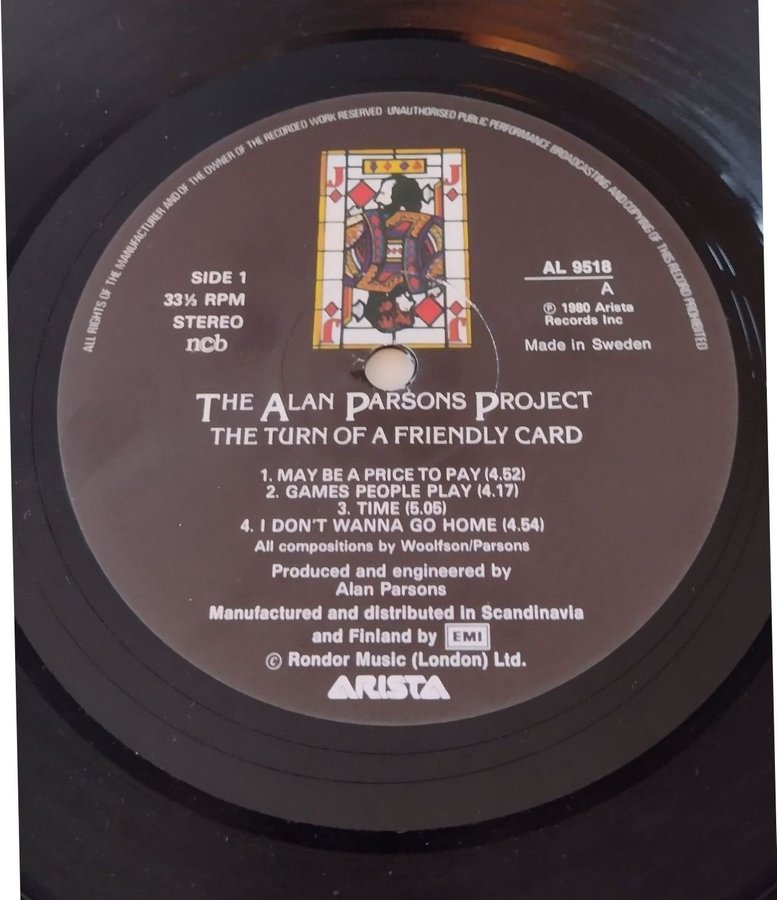 ALL RIGHTS OF THE MANUFACTURER AND OF THE OWNER OF THE RECORDED WORK RESERVED UNAUTHORISED PUBLIC PERFORMANCE BROADCASTING AND COPYING OF THIS RECORD PROHIBITED
J J
J J
SIDE 1
33⅓ RPM
STEREO
ncb
AL 9518
A
℗ 1980 Arista
Records Inc
Made in Sweden
THE ALAN PARSONS PROJECT
THE TURN OF A FRIENDLY CARD
1. MAY BE A PRICE TO PAY (4.52)
2. GAMES PEOPLE PLAY (4.17)
3. TIME (5.05)
4. I DON'T WANNA GO HOME (4.54)
All compositions by Woolfson/Parsons
Produced and engineered by
Alan Parsons
Manufactured and distributed in Scandinavia
and Finland by EMI
© Rondor Music (London) Ltd.
ARISTA